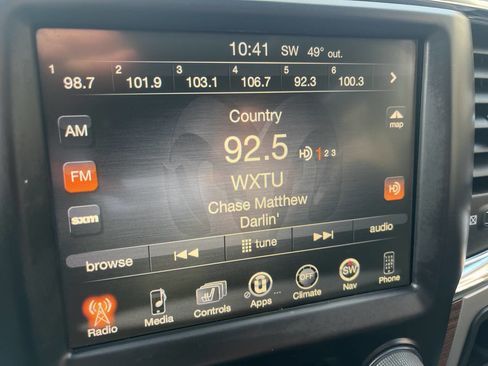 10:41 SW 49° out.
1 2 3 4 5 6
98.7 101.9 103.1 106.7 92.3 100.3
AM
Country
map
92.5 HD 1 2 3
FM
WXTU
HD
Chase Matthew
sxm
Darlin'
browse tune audio
Radio Media Controls Apps ... OFF Climate SW Nav Phone